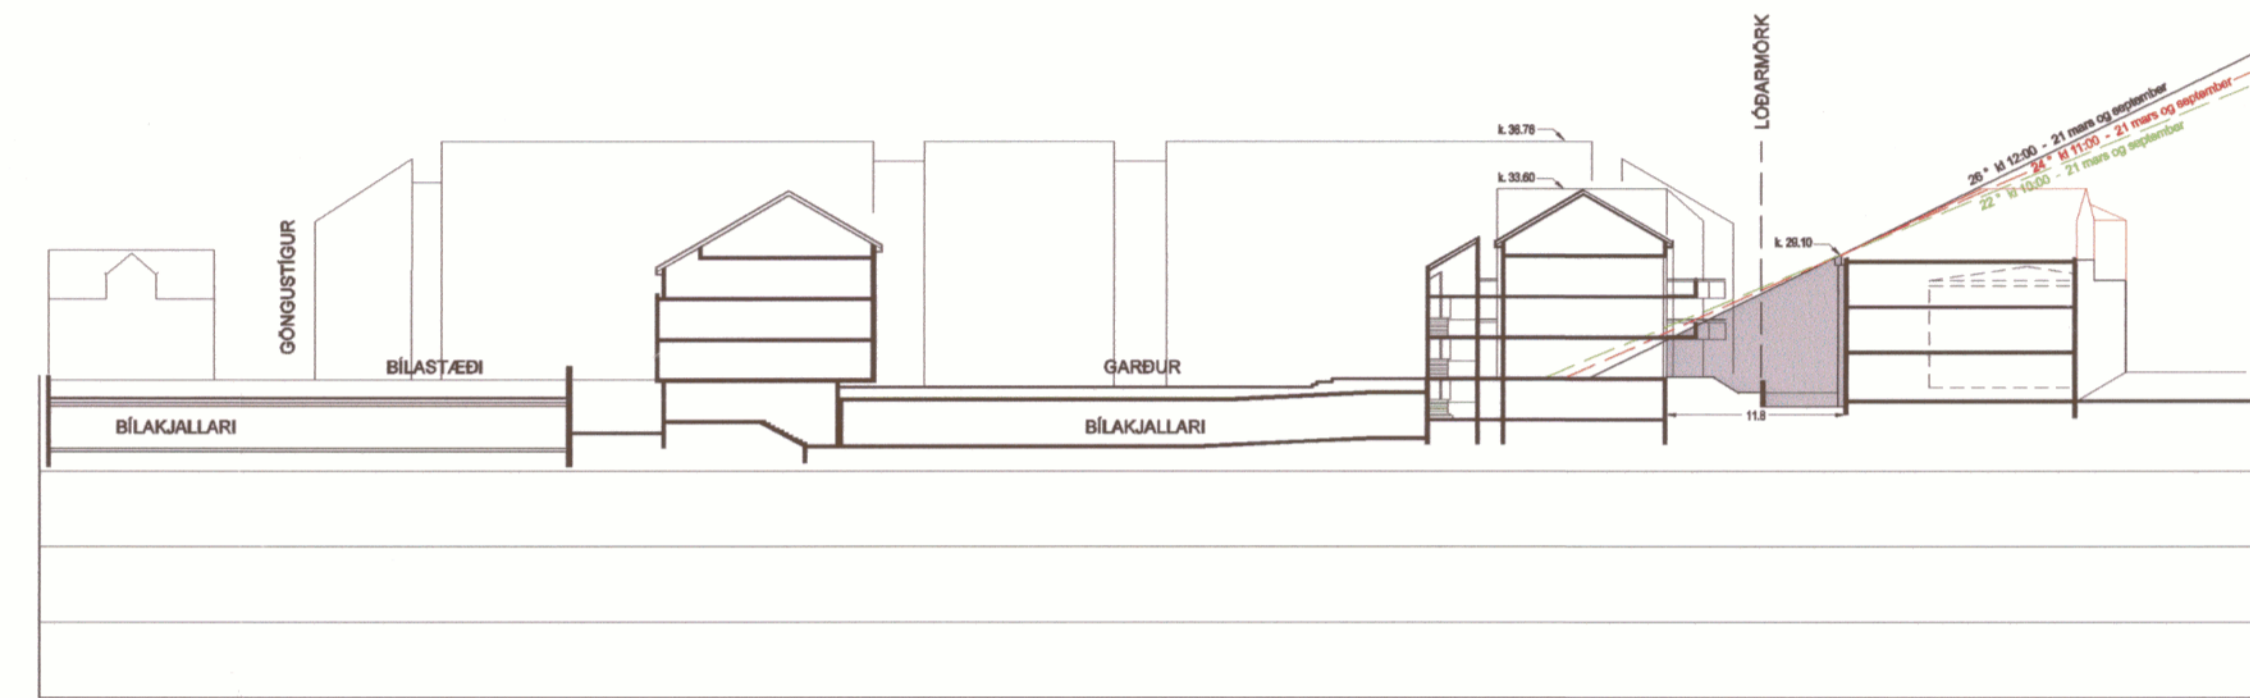 LÓÐARMÖRK
GÖNGUSTÍGUR
k. 36.76
k. 33.60
k. 29.10
26° kl 12:00 - 21 mars og september
24° kl 11:00 - 21 mars og september
22° kl 10:00 - 21 mars og september
BÍLASTÆÐI
GARÐUR
BÍLAKJALLARI
BÍLAKJALLARI
11.8